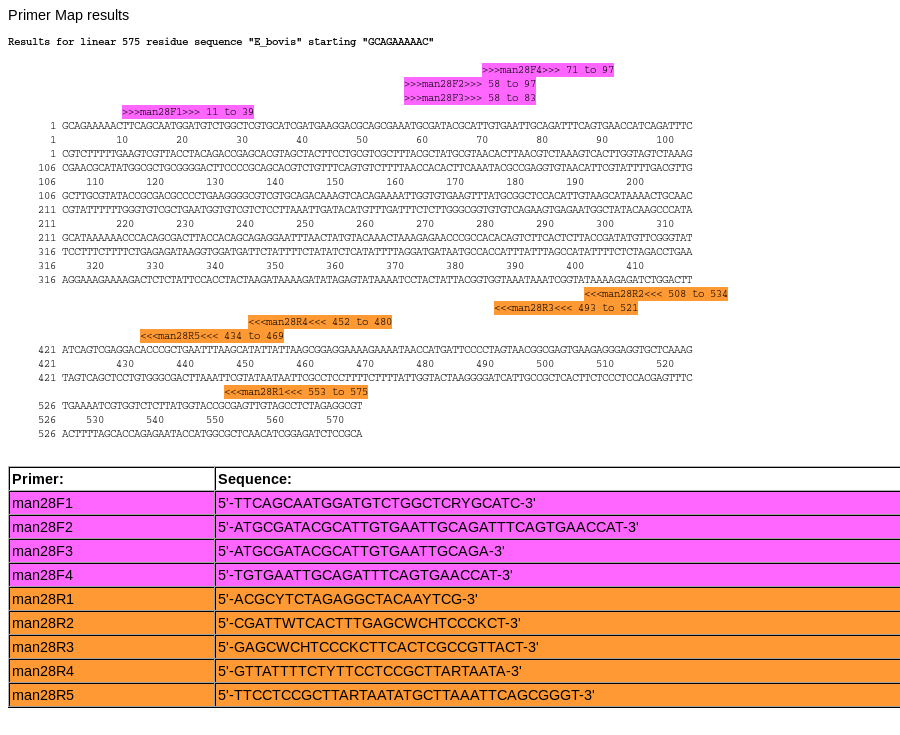 Primer Map results
Results for linear 575 residue sequence "E_bovis" starting "GCAGAAAAAC"
>>>man28F4>>> 71 to 97
>>>man28F2>>> 58 to 97
>>>man28F3>>> 58 to 83
>>>man28F1>>> 11 to 39
1 GCAGAAAAACTTCAGCAATGGATGTCTGGCTCGTGCATCGATGAAGGACGCAGCGAAATGCGATACGCATTGTGAATTGCAGATTTCAGTGAACCATCAGATTTC
1 10 20 30 40 50 60 70 80 90 100
1 CGTCTTTTTGAAGTCGTTACCTACAGACCGAGCACGTAGCTACTTCCTGCGTCGCTTTACGCTATGCGTAACACTTAACGTCTAAAGTCACTTGGTAGTCTAAAG
106 CGAACGCATATGGCGCTGCGGGGACTTCCCCGCAGCACGTCTGTTTCAGTGTCTTTTAACCACACTTCAAATACGCCGAGGTGTAACATTCGTATTTTGACGTTG
106 110 120 130 140 150 160 170 180 190 200
106 GCTTGCGTATACCGCGACGCCCCTGAAGGGGCGTCGTGCAGACAAAGTCACAGAAAATTGGTGTGAAGTTTATGCGGCTCCACATTGTAAGCATAAAACTGCAAC
211 CGTATTTTTTGGGTGTCGCTGAATGGTGTCGTCTCCTTAAATTGATACATGTTTGATTTCTCTTGGGCGGTGTGTCAGAAGTGAGAATGGCTATACAAGCCCATA
211 220 230 240 250 260 270 280 290 300 310
211 GCATAAAAAACCCACAGCGACTTACCACAGCAGAGGAATTTAACTATGTACAAACTAAAGAGAACCCGCCACACAGTCTTCACTCTTACCGATATGTTCGGGTAT
316 TCCTTTCTTTTCTGAGAGATAAGGTGGATGATTCTATTTTCTATATCTCATATTTTAGGATGATAATGCCACCATTTATTTAGCCATATTTTCTCTAGACCTGAA
316 320 330 340 350 360 370 380 390 400 410
316 AGGAAAGAAAAGACTCTCTATTCCACCTACTAAGATAAAAGATATAGAGTATAAAATCCTACTATTACGGTGGTAAATAAATCGGTATAAAAGAGATCTGGACTT
<<<man28R2<<< 508 to 534
<<<man28R3<<< 493 to 521
<<<man28R4<<< 452 to 480
<<<man28R5<<< 434 to 469
421 ATCAGTCGAGGACACCCGCTGAATTTAAGCATATTATTAAGCGGAGGAAAAGAAAATAACCATGATTCCCCTAGTAACGGCGAGTGAAGAGGGAGGTGCTCAAAG
421 430 440 450 460 470 480 490 500 510 520
421 TAGTCAGCTCCTGTGGGCGACTTAAATTCGTATAATAATTCGCCTCCTTTTCTTTTATTGGTACTAAGGGGATCATTGCCGCTCACTTCTCCCTCCACGAGTTTC
<<<man28R1<<< 553 to 575
526 TGAAAATCGTGGTCTCTTATGGTACCGCGAGTTGTAGCCTCTAGAGGCGT
526 530 540 550 560 570
526 ACTTTTAGCACCAGAGAATACCATGGCGCTCAACATCGGAGATCTCCGCA
Primer: Sequence:
man28F1 5'-TTCAGCAATGGATGTCTGGCTCRYGCATC-3'
man28F2 5'-ATGCGATACGCATTGTGAATTGCAGATTTCAGTGAACCAT-3'
man28F3 5'-ATGCGATACGCATTGTGAATTGCAGA-3'
man28F4 5'-TGTGAATTGCAGATTTCAGTGAACCAT-3'
man28R1 5'-ACGCYTCTAGAGGCTACAAYTCG-3'
man28R2 5'-CGATTWTCACTTTGAGCWCHTCCCKCT-3'
man28R3 5'-GAGCWCHTCCCKCTTCACTCGCCGTTACT-3'
man28R4 5'-GTTATTTTCTYTTCCTCCGCTTARTAATA-3'
man28R5 5'-TTCCTCCGCTTARTAATATGCTTAAATTCAGCGGGT-3'